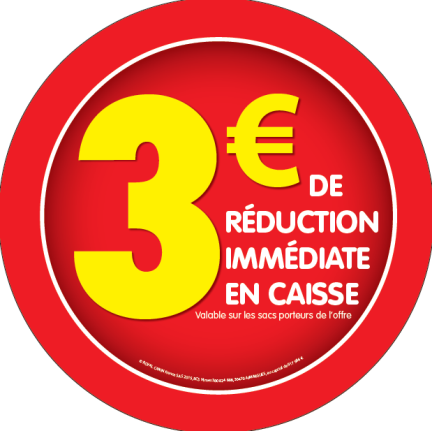 3€
DE
RÉDUCTION
IMMÉDIATE
EN CAISSE
Valable sur les sacs porteurs de l'offre